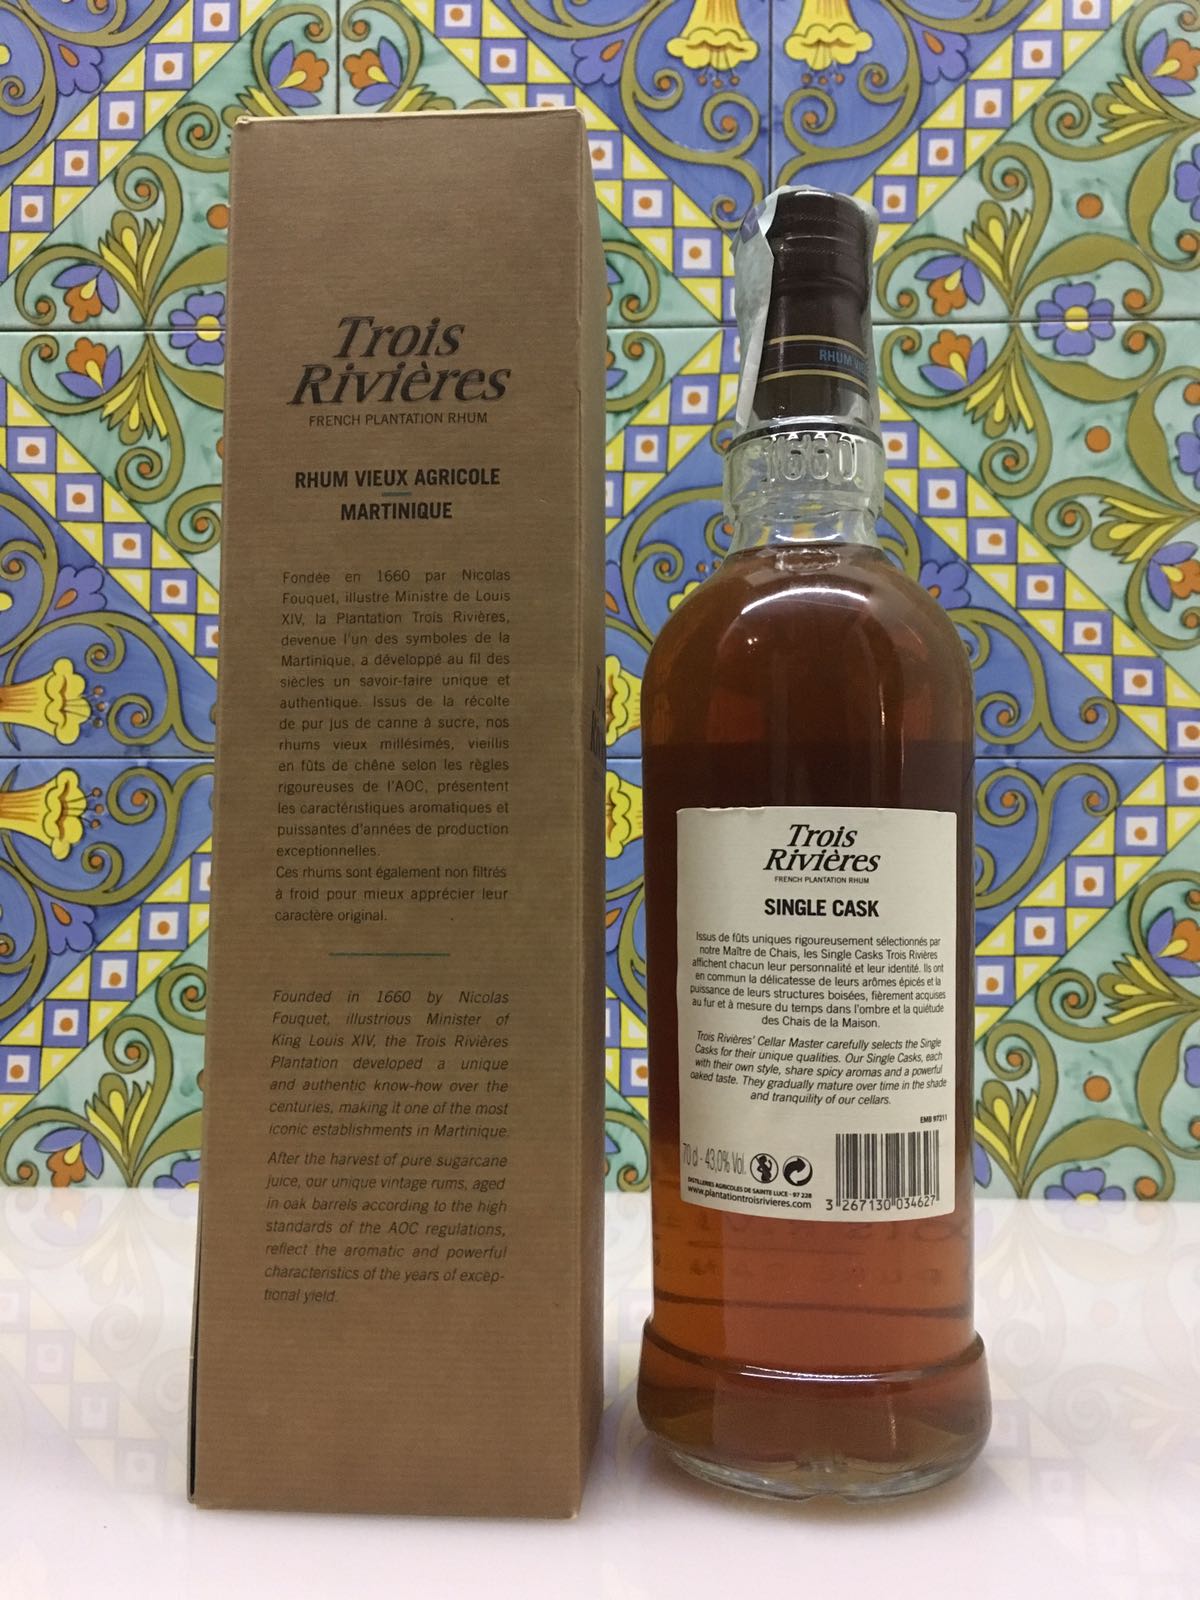 Trois
Rivières
FRENCH PLANTATION RHUM
RHUM VIEUX AGRICOLE
MARTINIQUE
Fondée en 1660 par Nicolas
Fouquet, illustre Ministre de Louis
XIV, la Plantation Trois Rivières,
devenue l'un des symboles de la
Martinique, a développé au fil des
siècles un savoir-faire unique et
authentique. Issus de la récolte
de pur jus de canne à sucre, nos
rhums vieux millésimés, vieillis
en fûts de chêne selon les règles
rigoureuses de l'AOC, présentent
les caractéristiques aromatiques et
puissantes d'années de production
exceptionnelles.
Ces rhums sont également non filtrés
à froid pour mieux apprécier leur
caractère original.
Founded in 1660 by Nicolas
Fouquet, illustrious Minister of
King Louis XIV, the Trois Rivières
Plantation developed a unique
and authentic know-how over the
centuries, making it one of the most
iconic establishments in Martinique.
After the harvest of pure sugarcane
juice, our unique vintage rums, aged
in oak barrels according to the high
standards of the AOC regulations,
reflect the aromatic and powerful
characteristics of the years of excep-
tional yield.
RHUM VIE
1660
Trois
Rivières
FRENCH PLANTATION RHUM
SINGLE CASK
Issus de fûts uniques rigoureusement sélectionnés par
notre Maître de Chais, les Single Casks Trois Rivières
affichent chacun leur personnalité et leur identité. Ils ont
en commun la délicatesse de leurs arômes épicés et la
puissance de leurs structures boisées, fièrement acquises
au fur et à mesure du temps dans l'ombre et la quiétude
des Chais de la Maison.
Trois Rivières' Cellar Master carefully selects the Single
Casks for their unique qualities. Our Single Casks, each
with their own style, share spicy aromas and a powerful
oaked taste. They gradually mature over time in the shade
and tranquility of our cellars.
EMB 97211
70 cl - 43,0% Vol.
DISTILLERIES AGRICOLES DE SAINTE LUCE - 97 228
www.plantationtroisrivieres.com
3 267130 034627